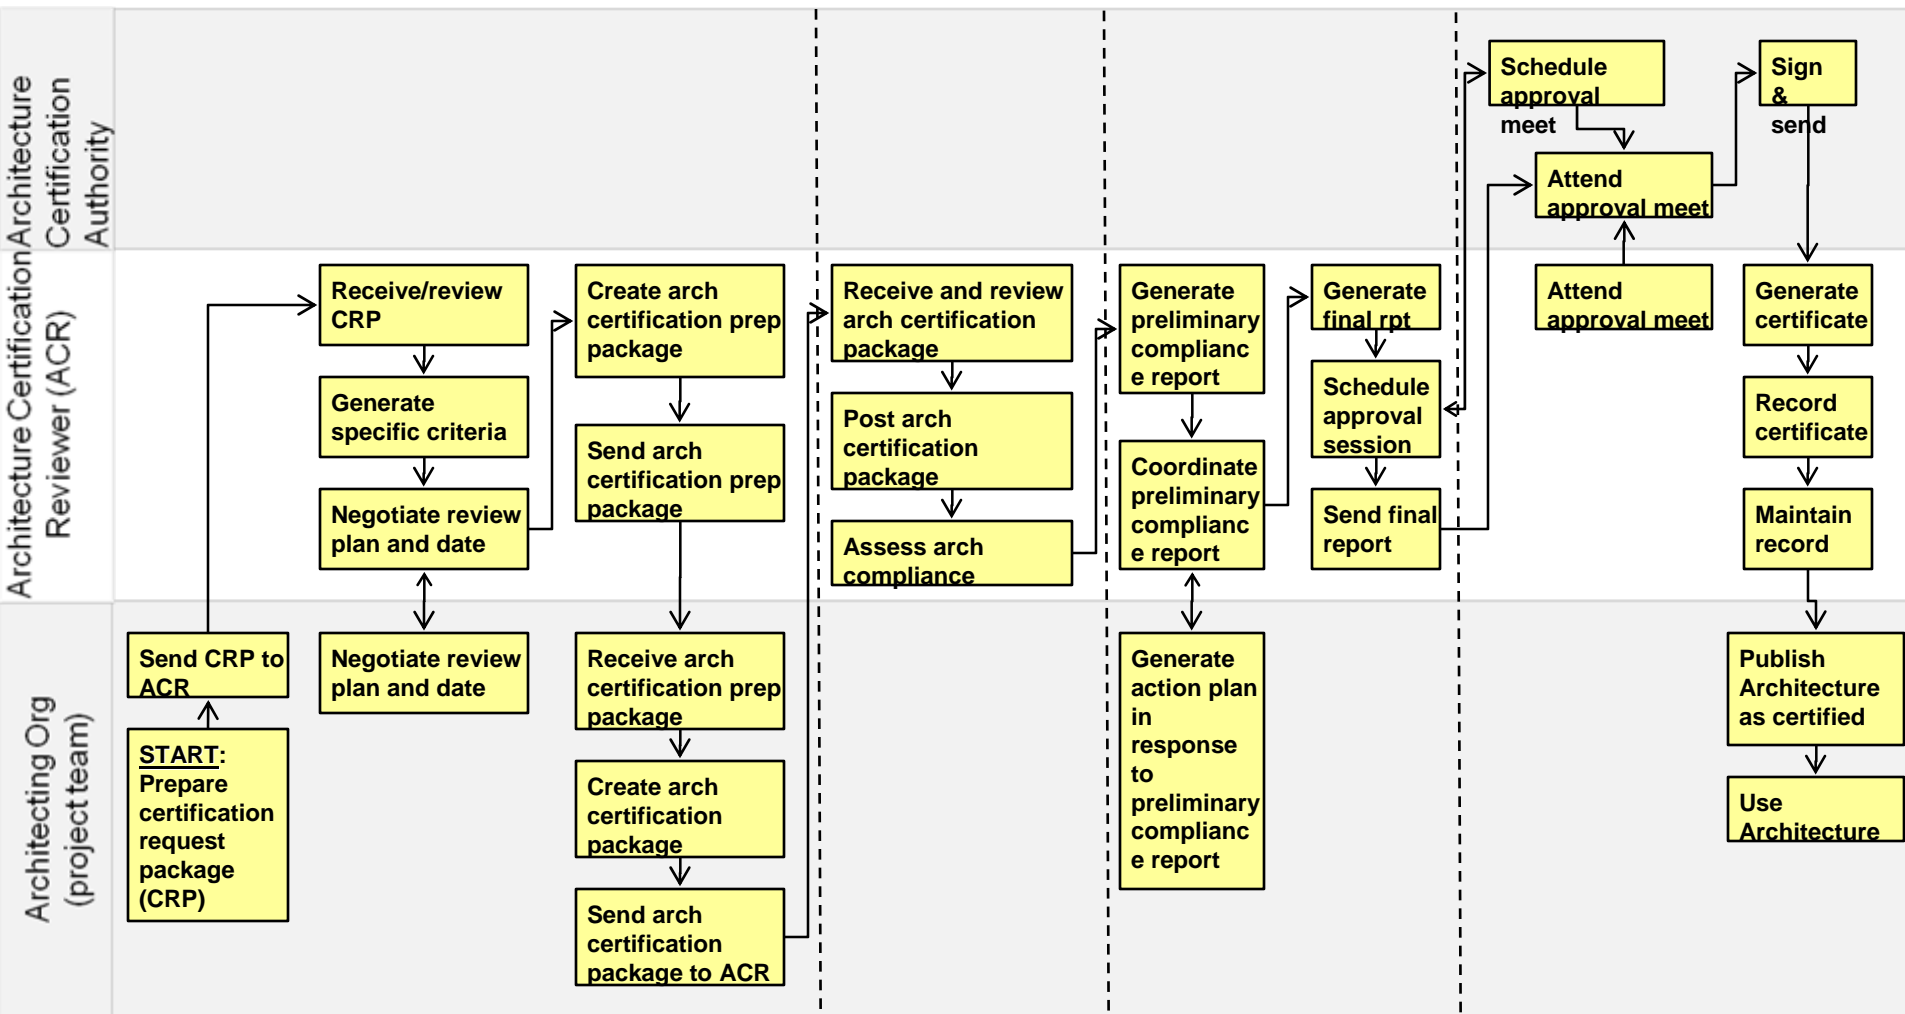 Architecture
Certification
Authority
Schedule
approval
meet
Sign
&
send
Attend
approval meet
Architecture Certification
Reviewer (ACR)
Receive/review
CRP
Generate
specific criteria
Negotiate review
plan and date
Create arch
certification prep
package
Send arch
certification prep
package
Receive and review
arch certification
package
Post arch
certification
package
Assess arch
compliance
Generate
preliminary
complianc
e report
Coordinate
preliminary
complianc
e report
Generate
final rpt
Schedule
approval
session
Send final
report
Attend
approval meet
Generate
certificate
Record
certificate
Maintain
record
Architecting Org
(project team)
Send CRP to
ACR
START:
Prepare
certification
request
package
(CRP)
Negotiate review
plan and date
Receive arch
certification prep
package
Create arch
certification
package
Send arch
certification
package to ACR
Generate
action plan
in
response
to
preliminary
complianc
e report
Publish
Architecture
as certified
Use
Architecture